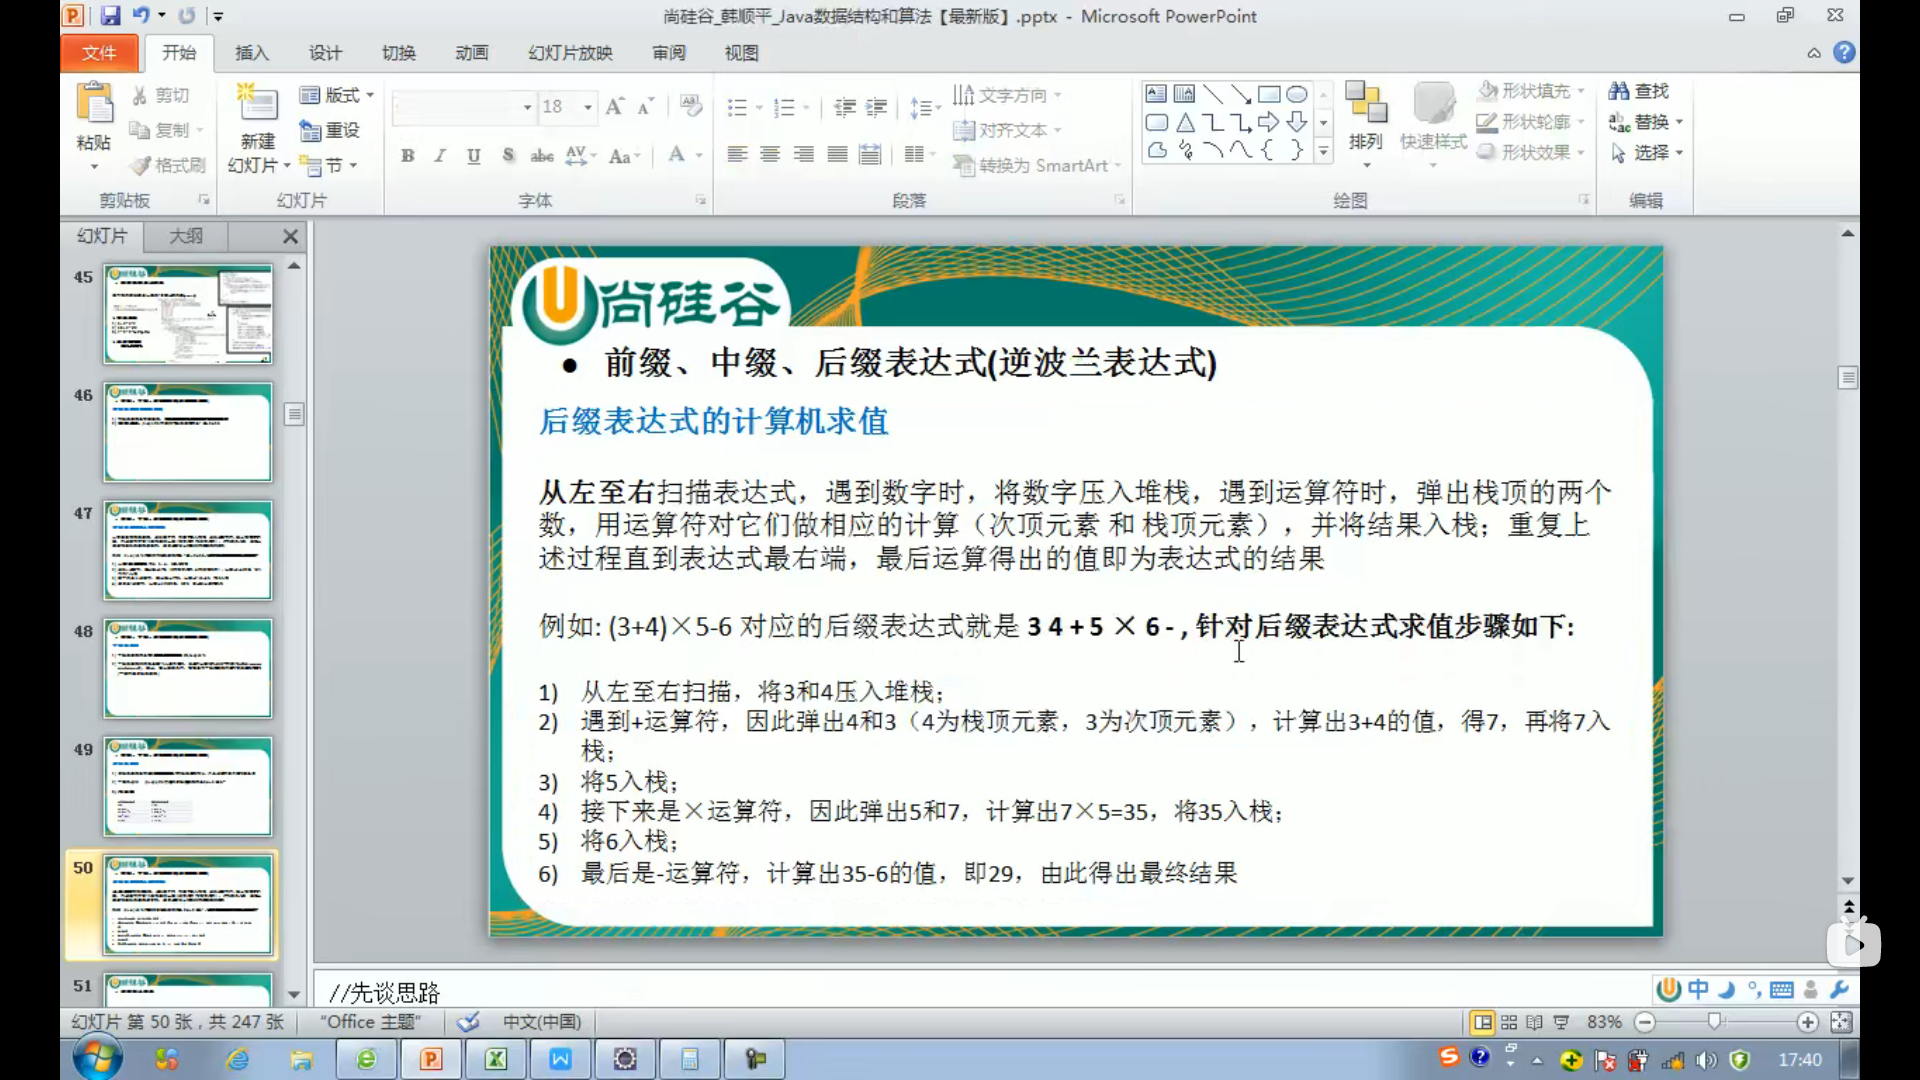 尚硅谷_韩顺平_Java数据结构和算法【最新版】.pptx - Microsoft PowerPoint
文件 开始 插入 设计 切换 动画 幻灯片放映 审阅 视图
粘贴 剪切 复制 格式刷
新建幻灯片 版式 重设 节
18
文字方向 对齐文本 转换为 SmartArt
排列 快速样式 形状填充 形状轮廓 形状效果
查找 替换 选择
剪贴板 幻灯片 字体 段落 绘图 编辑
幻灯片 大纲
45
46
47
48
49
50
51
尚硅谷
● 前缀、中缀、后缀表达式(逆波兰表达式)
后缀表达式的计算机求值
从左至右扫描表达式，遇到数字时，将数字压入堆栈，遇到运算符时，弹出栈顶的两个
数，用运算符对它们做相应的计算（次顶元素 和 栈顶元素），并将结果入栈；重复上
述过程直到表达式最右端，最后运算得出的值即为表达式的结果
例如: (3+4)×5-6 对应的后缀表达式就是 3 4 + 5 × 6 - , 针对后缀表达式求值步骤如下:
1) 从左至右扫描，将3和4压入堆栈；
2) 遇到+运算符，因此弹出4和3（4为栈顶元素，3为次顶元素），计算出3+4的值，得7，再将7入
栈；
3) 将5入栈；
4) 接下来是×运算符，因此弹出5和7，计算出7×5=35，将35入栈；
5) 将6入栈；
6) 最后是-运算符，计算出35-6的值，即29，由此得出最终结果
//先谈思路
中
幻灯片 第 50 张，共 247 张 "Office 主题" 中文(中国) 83%
17:40